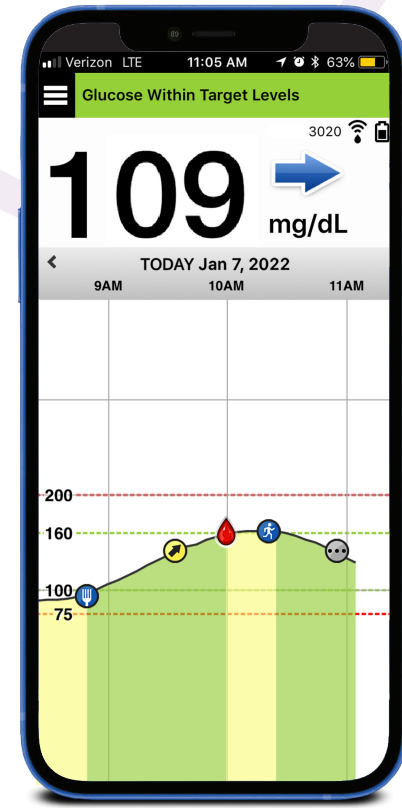 Verizon LTE 11:05 AM 63%
Glucose Within Target Levels
3020
109
mg/dL
TODAY Jan 7, 2022
9AM 10AM 11AM
200
160
100
75